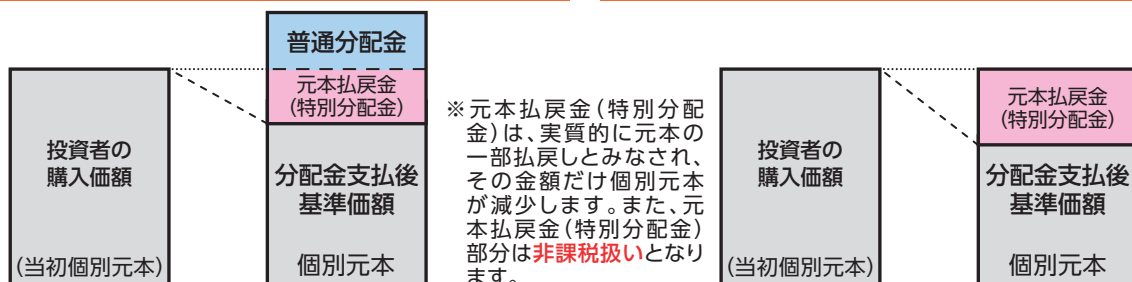 普通分配金
元本払戻金
(特別分配金)
投資者の
購入価額
(当初個別元本)
分配金支払後
基準価額
個別元本
※元本払戻金(特別分配
金)は、実質的に元本の
一部払戻しとみなされ、
その金額だけ個別元本
が減少します。また、元
本払戻金(特別分配金)
部分は非課税扱いとなり
ます。
投資者の
購入価額
(当初個別元本)
元本払戻金
(特別分配金)
分配金支払後
基準価額
個別元本